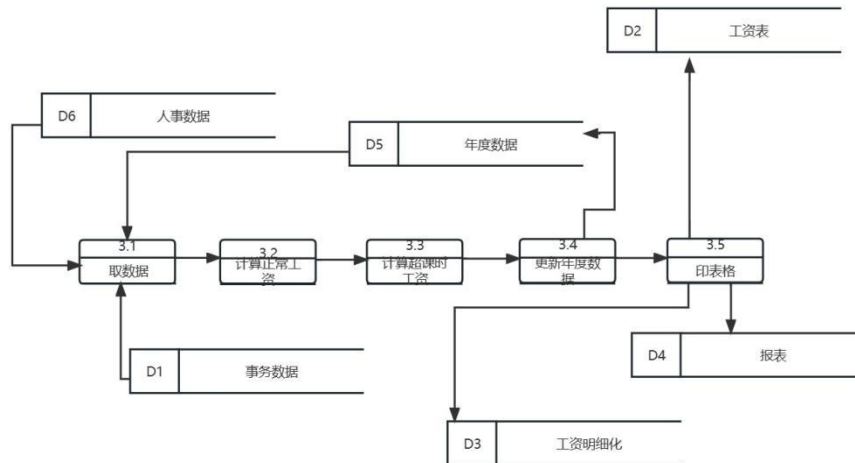 D2 工资表
D6 人事数据
D5 年度数据
3.1
取数据
3.2
计算正常工
资
3.3
计算超课时
工资
3.4
更新年度数
据
3.5
印表格
D1 事务数据
D4 报表
D3 工资明细化